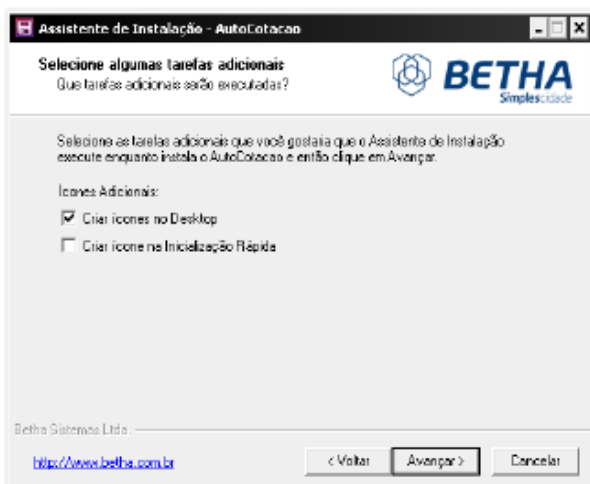 Assistente de Instalação - AutoCotacao
Selecione algumas tarefas adicionais
Que tarefas adicionais serão executadas?
BETHA
Simplescidade
Selecione as tarefas adicionais que você gostaria que o Assistente de Instalação
execute enquanto instala o AutoCotacao e então clique em Avançar.
Ícones Adicionais:
Criar ícones no Desktop
Criar ícone na Inicialização Rápida
Betha Sistemas Ltda.
http://www.betha.com.br
< Voltar
Avançar >
Cancelar